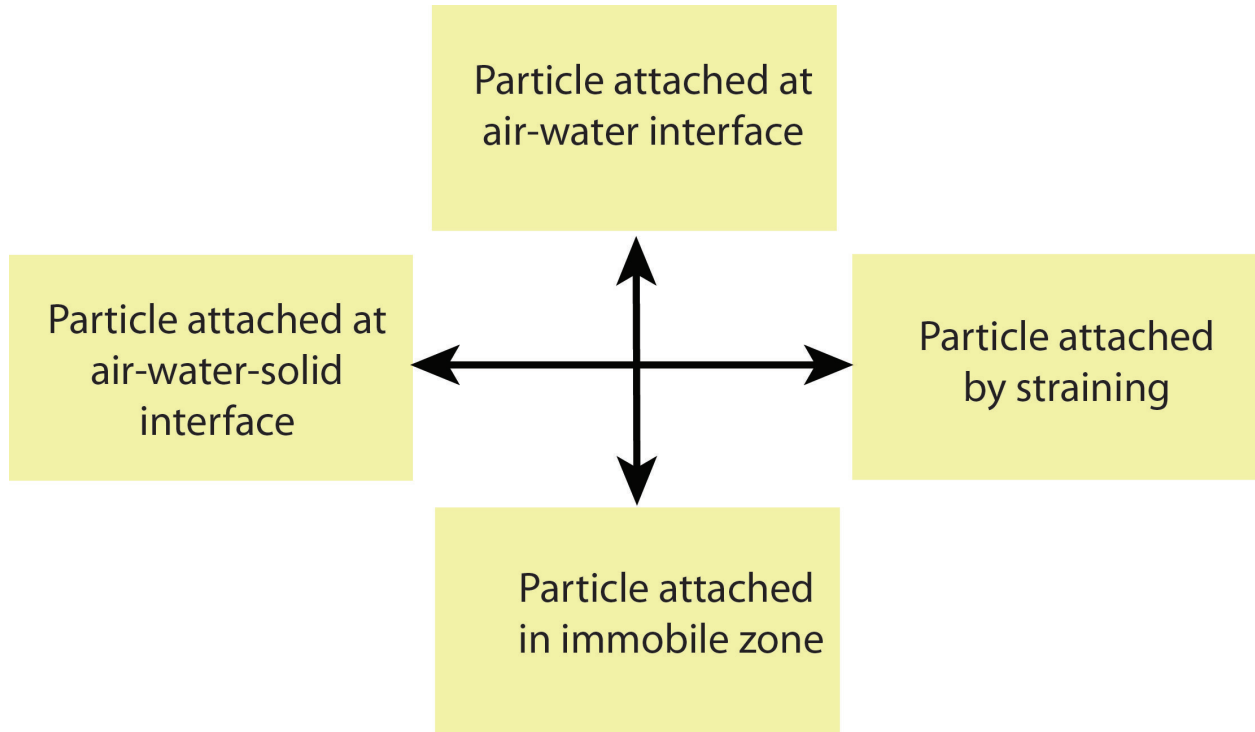 Particle attached at
air-water interface
Particle attached at
air-water-solid
interface
Particle attached
by straining
Particle attached
in immobile zone